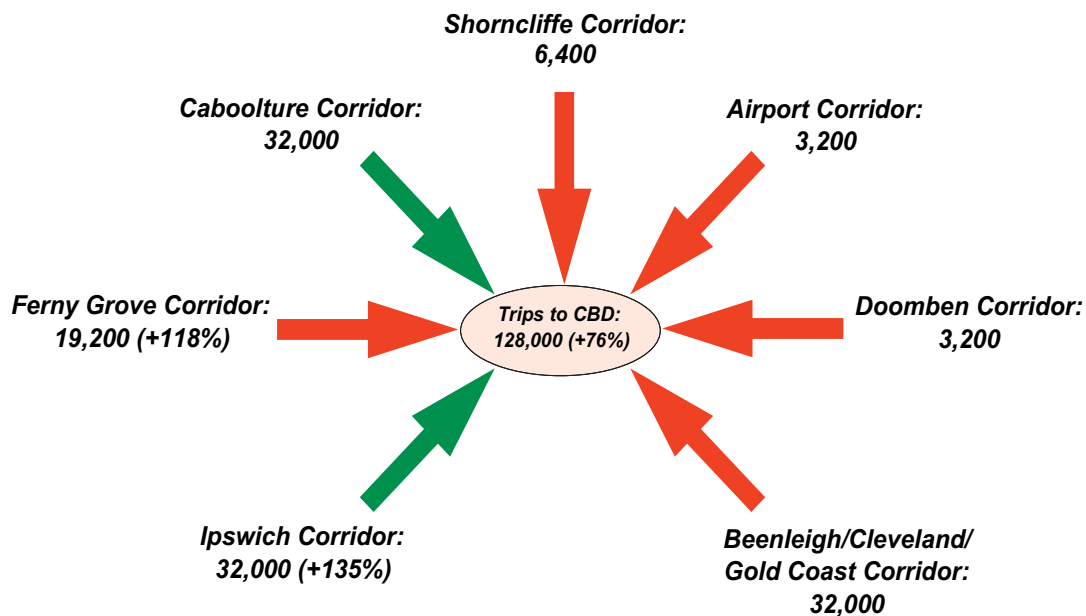 Shorncliffe Corridor:
6,400
Caboolture Corridor:
32,000
Airport Corridor:
3,200
Ferny Grove Corridor:
19,200 (+118%)
Trips to CBD:
128,000 (+76%)
Doomben Corridor:
3,200
Ipswich Corridor:
32,000 (+135%)
Beenleigh/Cleveland/
Gold Coast Corridor:
32,000